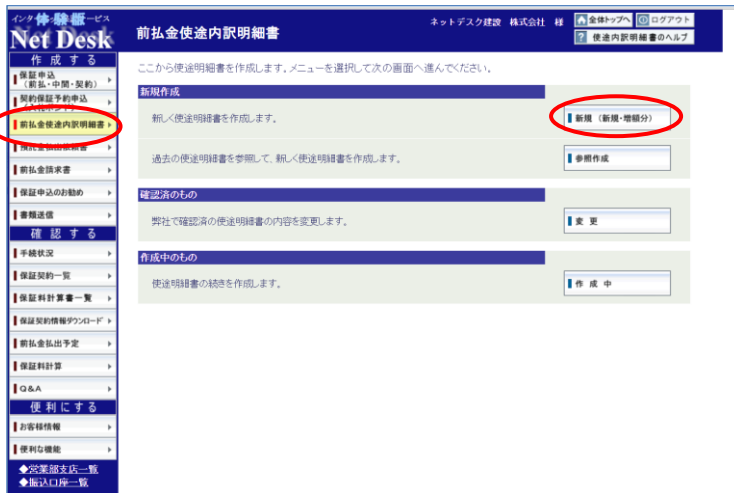 インターネットサービス
体・験・版
Net Desk
前払金使途内訳明細書
ネットデスク建設 株式会社 様
全体トップへ
ログアウト
使途内訳明細書のヘルプ
作成する
保証申込
(前払・中間・契約)
契約保証予約申込
(入札ボンド)
前払金使途内訳明細書
前払金請求書
保証申込のお勧め
書類送信
確認する
手続状況
保証契約一覧
保証料計算書一覧
保証契約情報ダウンロード
前払金払出予定
保証料計算
Q&A
便利にする
お客様情報
便利な機能
◆営業部支店一覧
◆振込口座一覧
ここから使途明細書を作成します。メニューを選択して次の画面へ進んでください。
新規作成
新しく使途明細書を作成します。
新規(新規・増額分)
過去の使途明細書を参照して、新しく使途明細書を作成します。
参照作成
確認済のもの
弊社で確認済の使途明細書の内容を変更します。
変更
作成中のもの
使途明細書の続きを作成します。
作成中